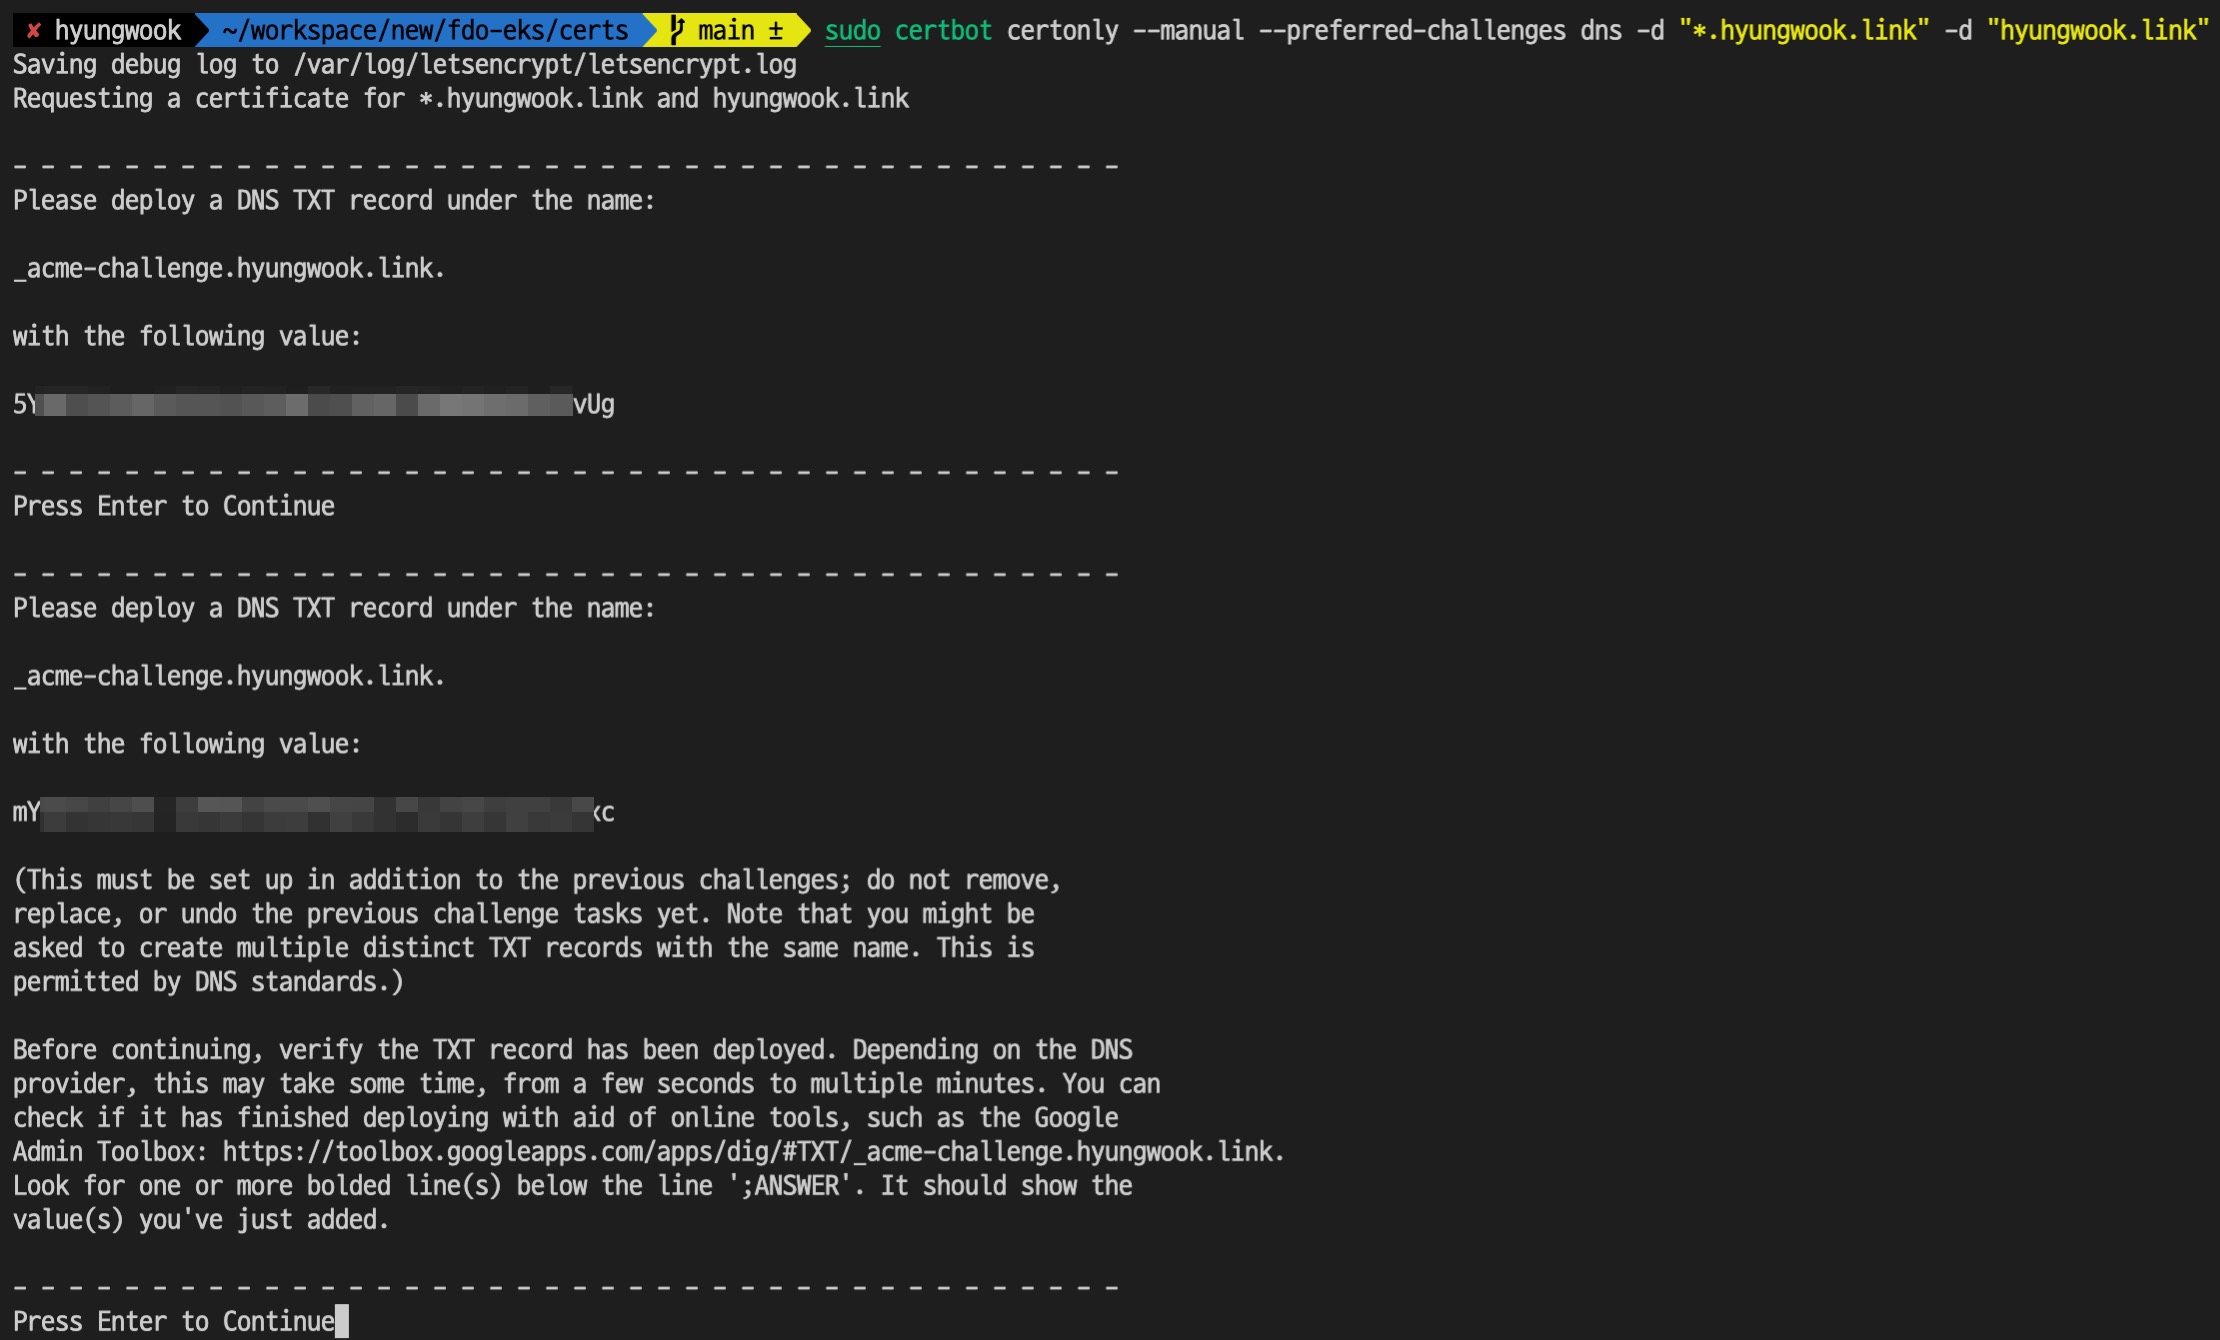 ✘ hyungwook ~/workspace/new/fdo-eks/certs main ± sudo certbot certonly --manual --preferred-challenges dns -d "*.hyungwook.link" -d "hyungwook.link"
Saving debug log to /var/log/letsencrypt/letsencrypt.log
Requesting a certificate for *.hyungwook.link and hyungwook.link
- - - - - - - - - - - - - - - - - - - - - - - - - - - - - - - - - - - - - - - -
Please deploy a DNS TXT record under the name:
_acme-challenge.hyungwook.link.
with the following value:
5Y vUg
- - - - - - - - - - - - - - - - - - - - - - - - - - - - - - - - - - - - - - - -
Press Enter to Continue
- - - - - - - - - - - - - - - - - - - - - - - - - - - - - - - - - - - - - - - -
Please deploy a DNS TXT record under the name:
_acme-challenge.hyungwook.link.
with the following value:
mY xc
(This must be set up in addition to the previous challenges; do not remove,
replace, or undo the previous challenge tasks yet. Note that you might be
asked to create multiple distinct TXT records with the same name. This is
permitted by DNS standards.)
Before continuing, verify the TXT record has been deployed. Depending on the DNS
provider, this may take some time, from a few seconds to multiple minutes. You can
check if it has finished deploying with aid of online tools, such as the Google
Admin Toolbox: https://toolbox.googleapps.com/apps/dig/#TXT/_acme-challenge.hyungwook.link.
Look for one or more bolded line(s) below the line ';ANSWER'. It should show the
value(s) you've just added.
- - - - - - - - - - - - - - - - - - - - - - - - - - - - - - - - - - - - - - - -
Press Enter to Continue